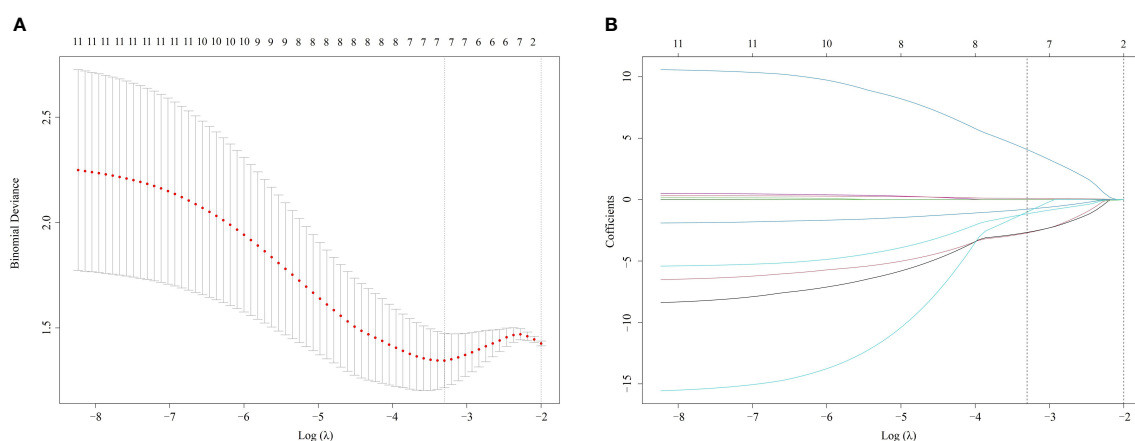 A
11 11 11 11 11 11 11 11 10 10 10 9 9 9 8 8 8 8 8 8 8 7 7 7 7 7 6 6 6 7 2
2.5
2.0
1.5
Binomial Deviance
−8 −7 −6 −5 −4 −3 −2
Log (λ)
B
11 11 10 8 8 7 2
10
5
0
−5
−10
−15
Cofficients
−8 −7 −6 −5 −4 −3 −2
Log (λ)